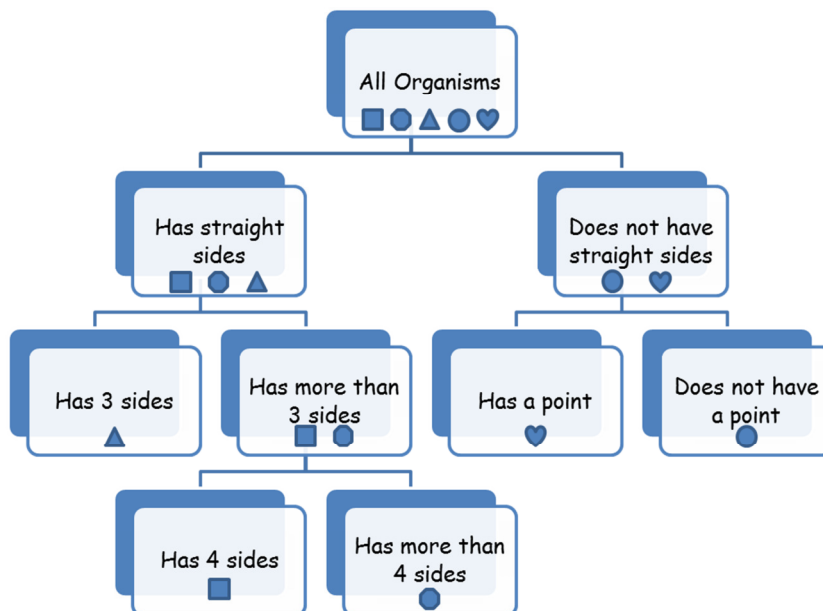 All Organisms
Has straight
sides
Does not have
straight sides
Has 3 sides
Has more than
3 sides
Has a point
Does not have
a point
Has 4 sides
Has more than
4 sides